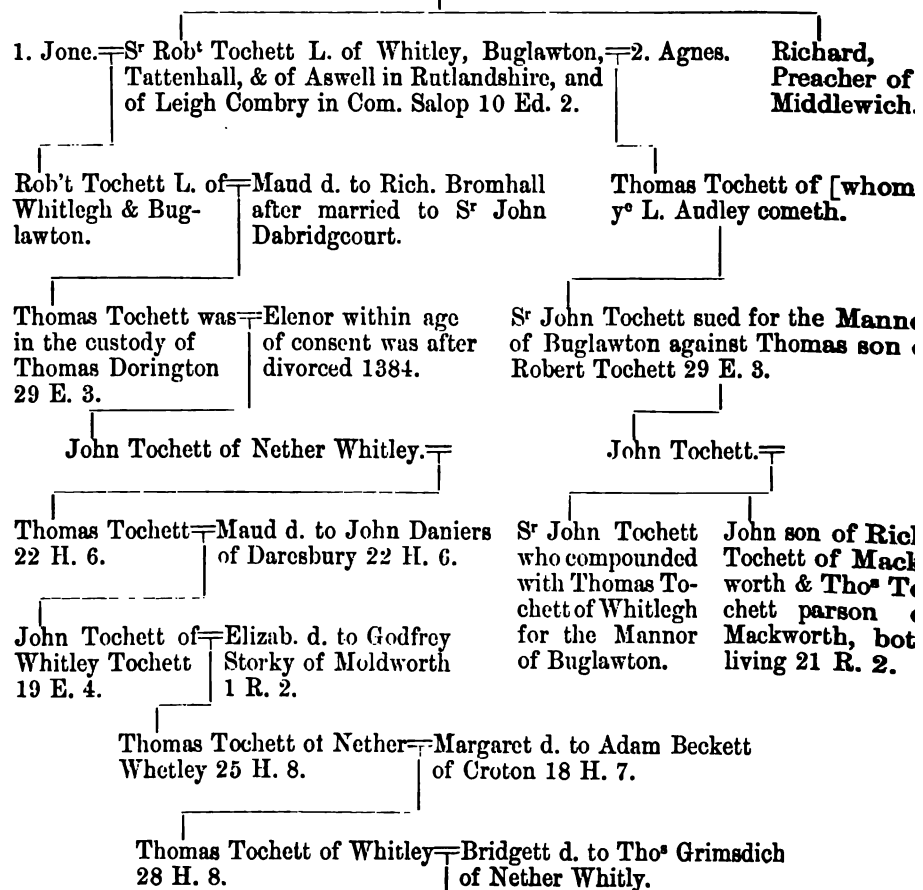 1. Jone. Sr Robt Tochett L. of Whitley, Buglawton, 2. Agnes.
Tattenhall, & of Aswell in Rutlandshire, and
of Leigh Combry in Com. Salop 10 Ed. 2.
Richard,
Preacher of
Middlewich.
Rob't Tochett L. of
Whitlegh & Bug-
lawton.
Maud d. to Rich. Bromhall
after married to Sr John
Dabridgcourt.
Thomas Tochett of [whom
ye L. Audley cometh.
Thomas Tochett was
in the custody of
Thomas Dorington
29 E. 3.
Elenor within age
of consent was after
divorced 1384.
Sr John Tochett sued for the Manno
of Buglawton against Thomas son
Robert Tochett 29 E. 3.
John Tochett of Nether Whitley.
John Tochett.
Thomas Tochett
22 H. 6.
Maud d. to John Daniers
of Daresbury 22 H. 6.
Sr John Tochett
who compounded
with Thomas To-
chett of Whitlegh
for the Mannor
of Buglawton.
John son of Rich
Tochett of Mack
worth & Thos To
chett parson
Mackworth, bot
living 21 R. 2.
John Tochett of
Whitley Tochett
19 E. 4.
Elizab. d. to Godfrey
Storky of Moldworth
1 R. 2.
Thomas Tochett of Nether
Whetley 25 H. 8.
Margaret d. to Adam Beckett
of Croton 18 H. 7.
Thomas Tochett of Whitley
28 H. 8.
Bridgett d. to Thos Grimsdich
of Nether Whitly.